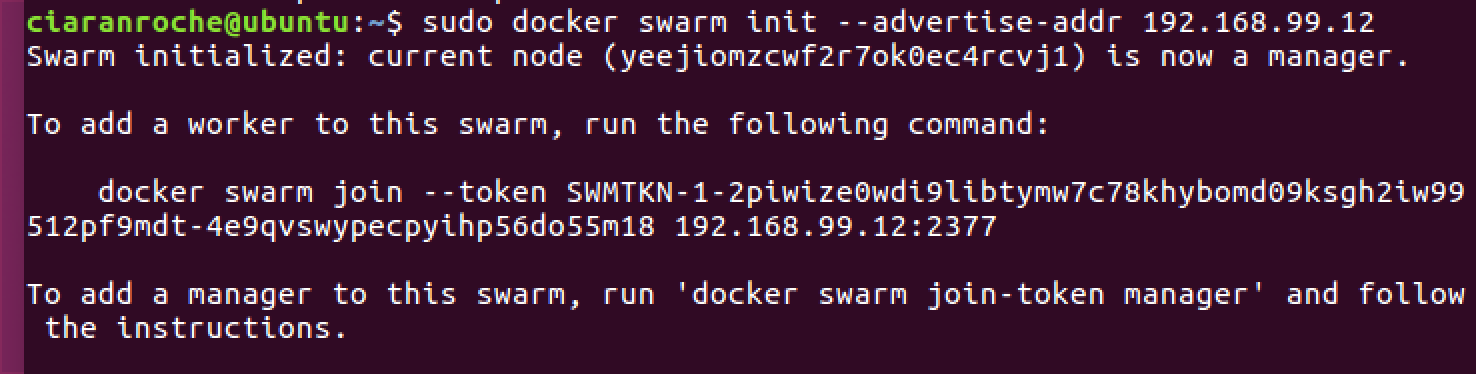 ciaranroche@ubuntu:~$ sudo docker swarm init --advertise-addr 192.168.99.12
Swarm initialized: current node (yeejiomzcwf2r7ok0ec4rcvj1) is now a manager.
To add a worker to this swarm, run the following command:
docker swarm join --token SWMTKN-1-2piwize0wdi9libtymw7c78khybomd09ksgh2iw99
512pf9mdt-4e9qvswypecpyihp56do55m18 192.168.99.12:2377
To add a manager to this swarm, run 'docker swarm join-token manager' and follow
the instructions.